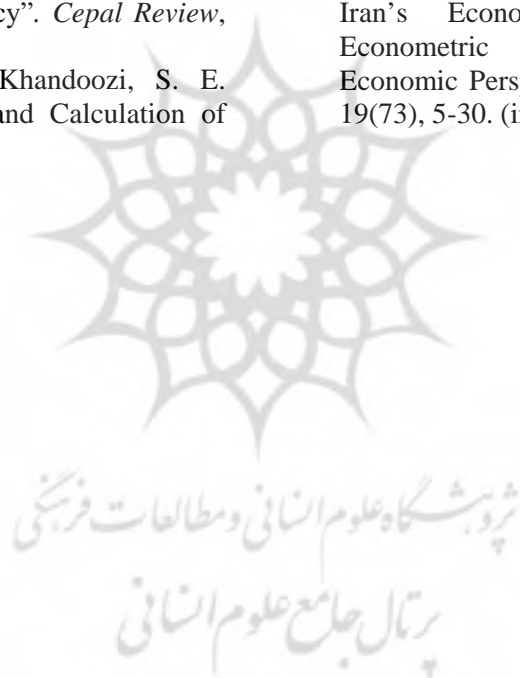 cy". Cepal Review,
Khandoozi, S. E.
and Calculation of
Iran's Econo
Econometric
Economic Pers
19(73), 5-30. (i
پژوهشگاه علوم انسانی و مطالعات فرهنگی
پرتال جامع علوم انسانی